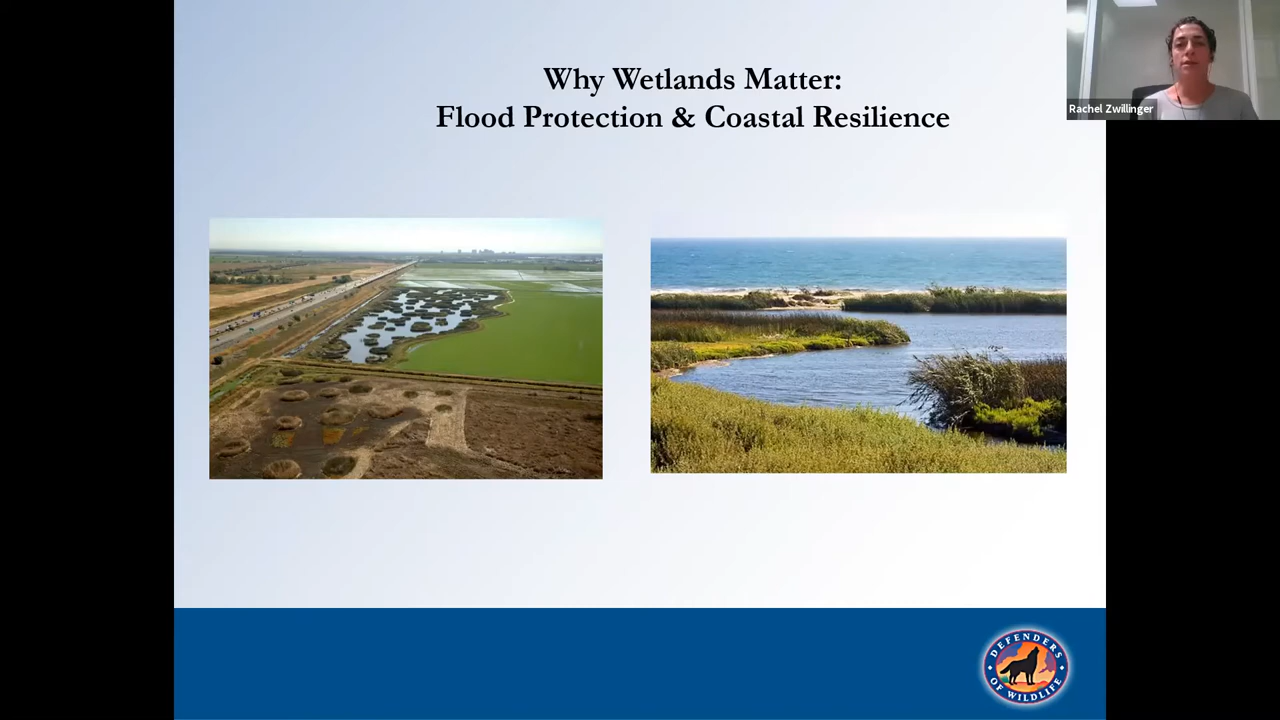 Why Wetlands Matter:
Flood Protection & Coastal Resilience
Rachel Zwillinger
DEFENDERS
OF WILDLIFE